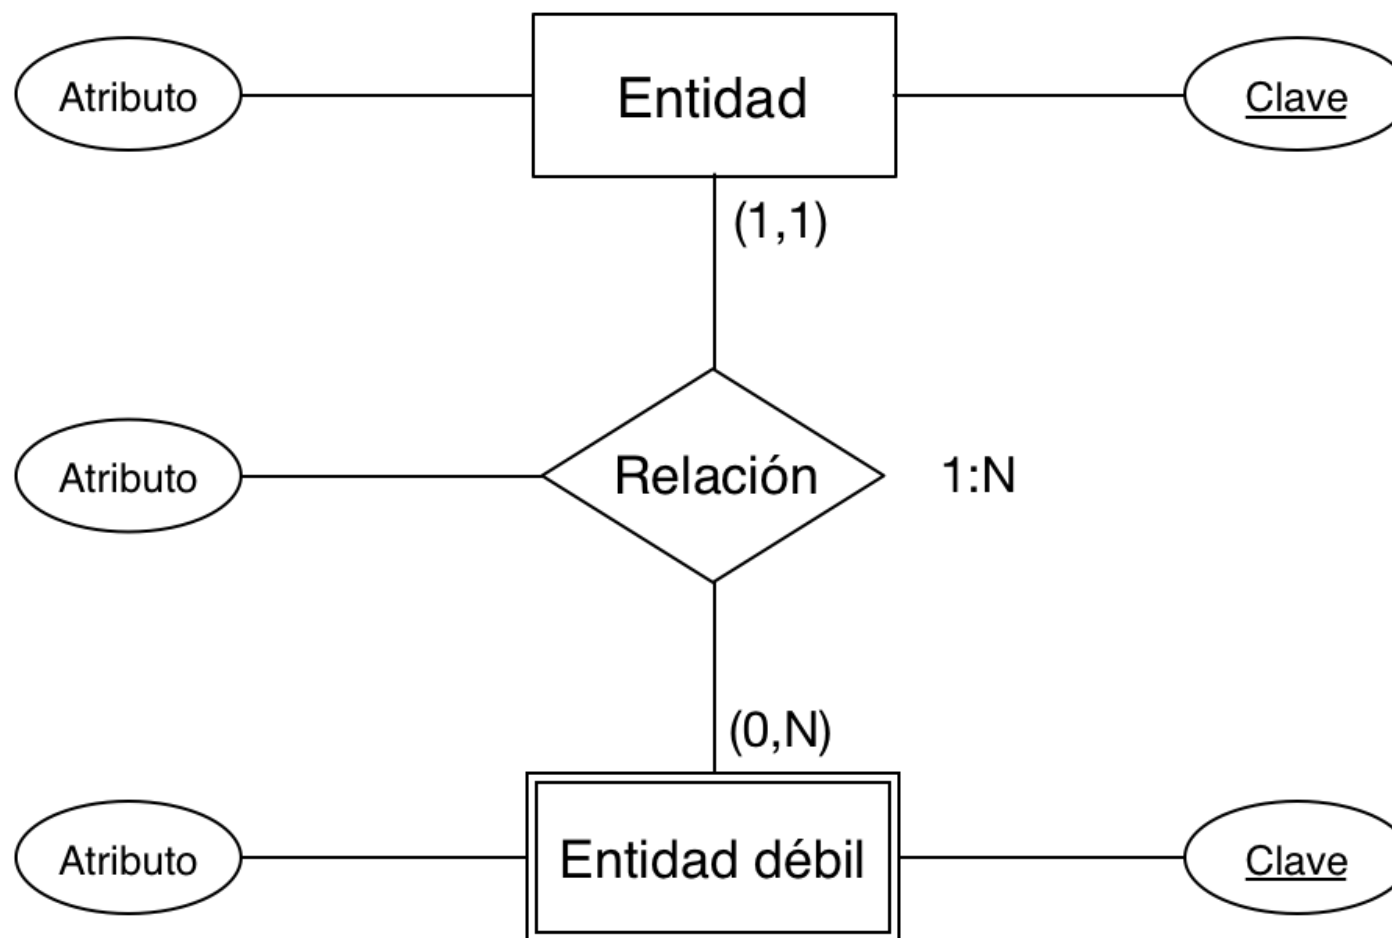 Atributo
Entidad
Clave
(1,1)
Atributo
Relación
1:N
(0,N)
Atributo
Entidad débil
Clave